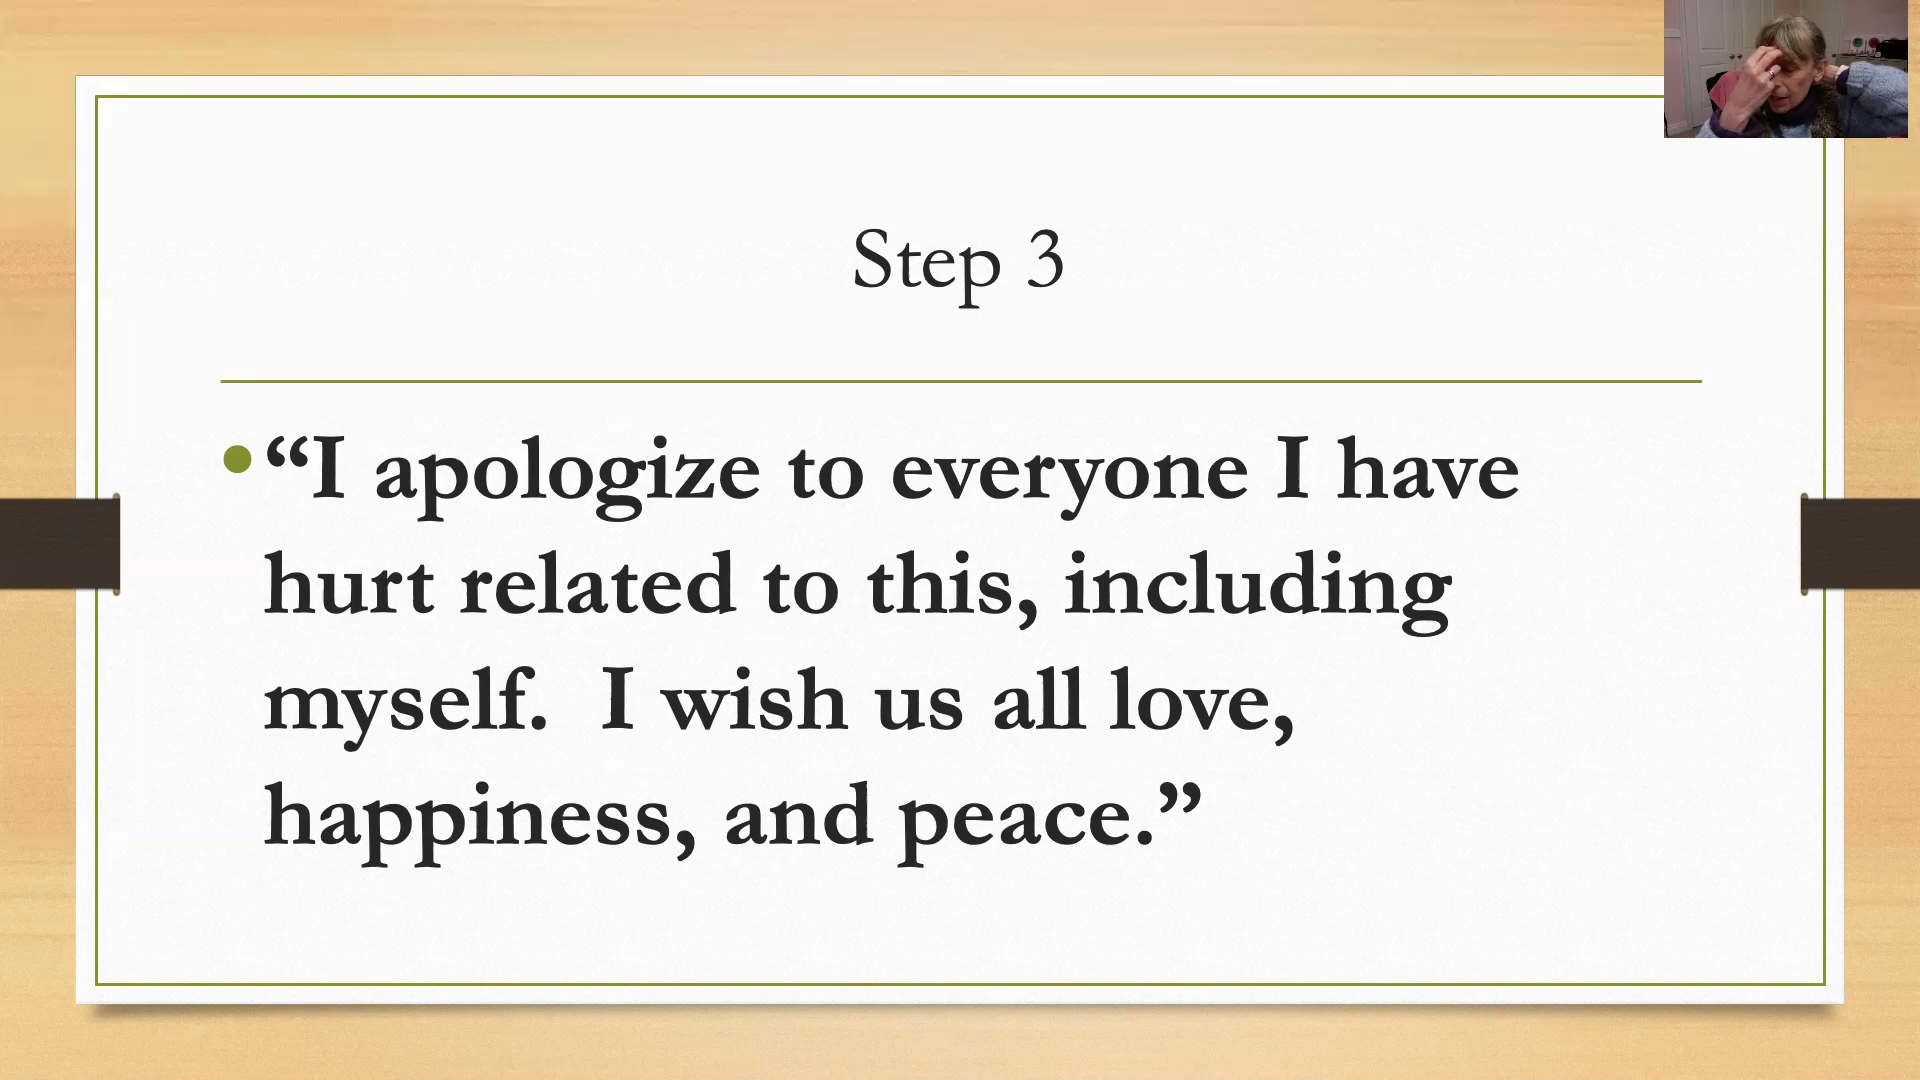 Step 3
“I apologize to everyone I have
hurt related to this, including
myself.  I wish us all love,
happiness, and peace.”